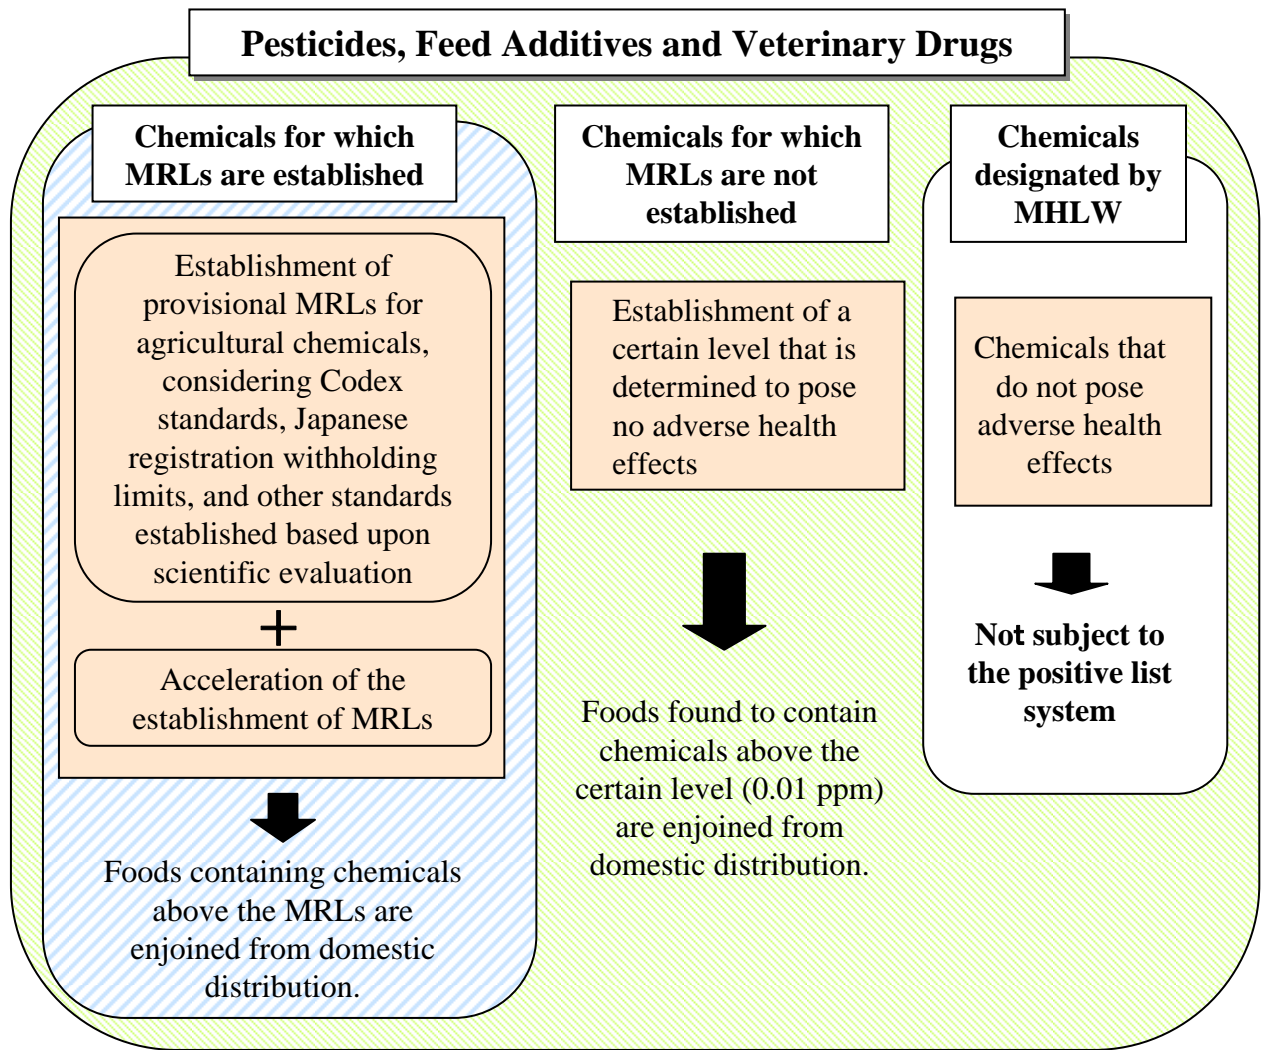 Pesticides, Feed Additives and Veterinary Drugs
Chemicals for which
MRLs are established
Establishment of
provisional MRLs for
agricultural chemicals,
considering Codex
standards, Japanese
registration withholding
limits, and other standards
established based upon
scientific evaluation
+
Acceleration of the
establishment of MRLs
Foods containing chemicals
above the MRLs are
enjoined from domestic
distribution.
Chemicals for which
MRLs are not
established
Establishment of a
certain level that is
determined to pose
no adverse health
effects
Foods found to contain
chemicals above the
certain level (0.01 ppm)
are enjoined from
domestic distribution.
Chemicals
designated by
MHLW
Chemicals that
do not pose
adverse health
effects
Not subject to
the positive list
system